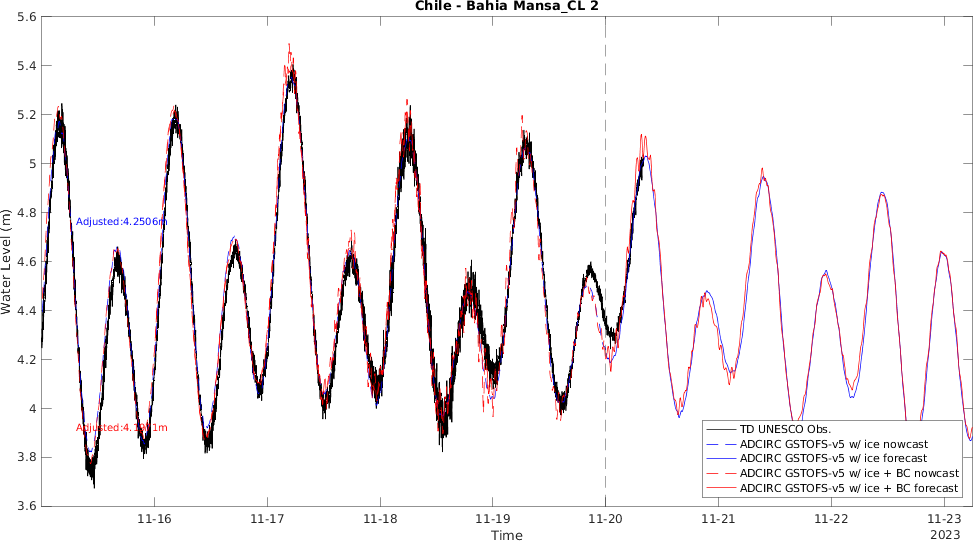 Chile - Bahia Mansa_CL 2
Water Level (m)
5.6
5.4
5.2
5
4.8
4.6
4.4
4.2
4
3.8
3.6
Adjusted:4.2506m
TD UNESCO Obs.
ADCIRC GSTOFS-v5 w/ ice nowcast
ADCIRC GSTOFS-v5 w/ ice forecast
ADCIRC GSTOFS-v5 w/ ice + BC nowcast
ADCIRC GSTOFS-v5 w/ ice + BC forecast
11-16
11-17
11-18
11-19
11-20
11-21
11-22
11-23
2023
Time